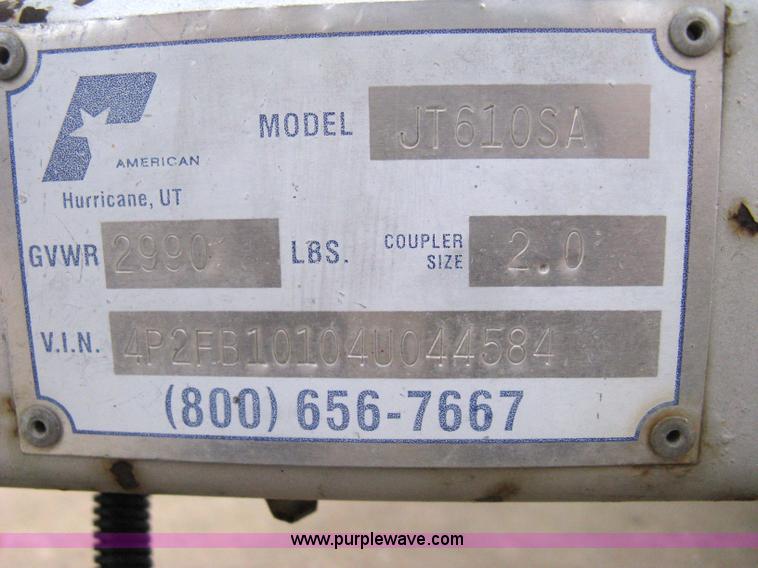 MODEL JT610SA
AMERICAN
Hurricane, UT
GVWR 2990 LBS. COUPLER SIZE 2.0
V.I.N. 4P2FB10104U044584
(800) 656-7667
www.purplewave.com